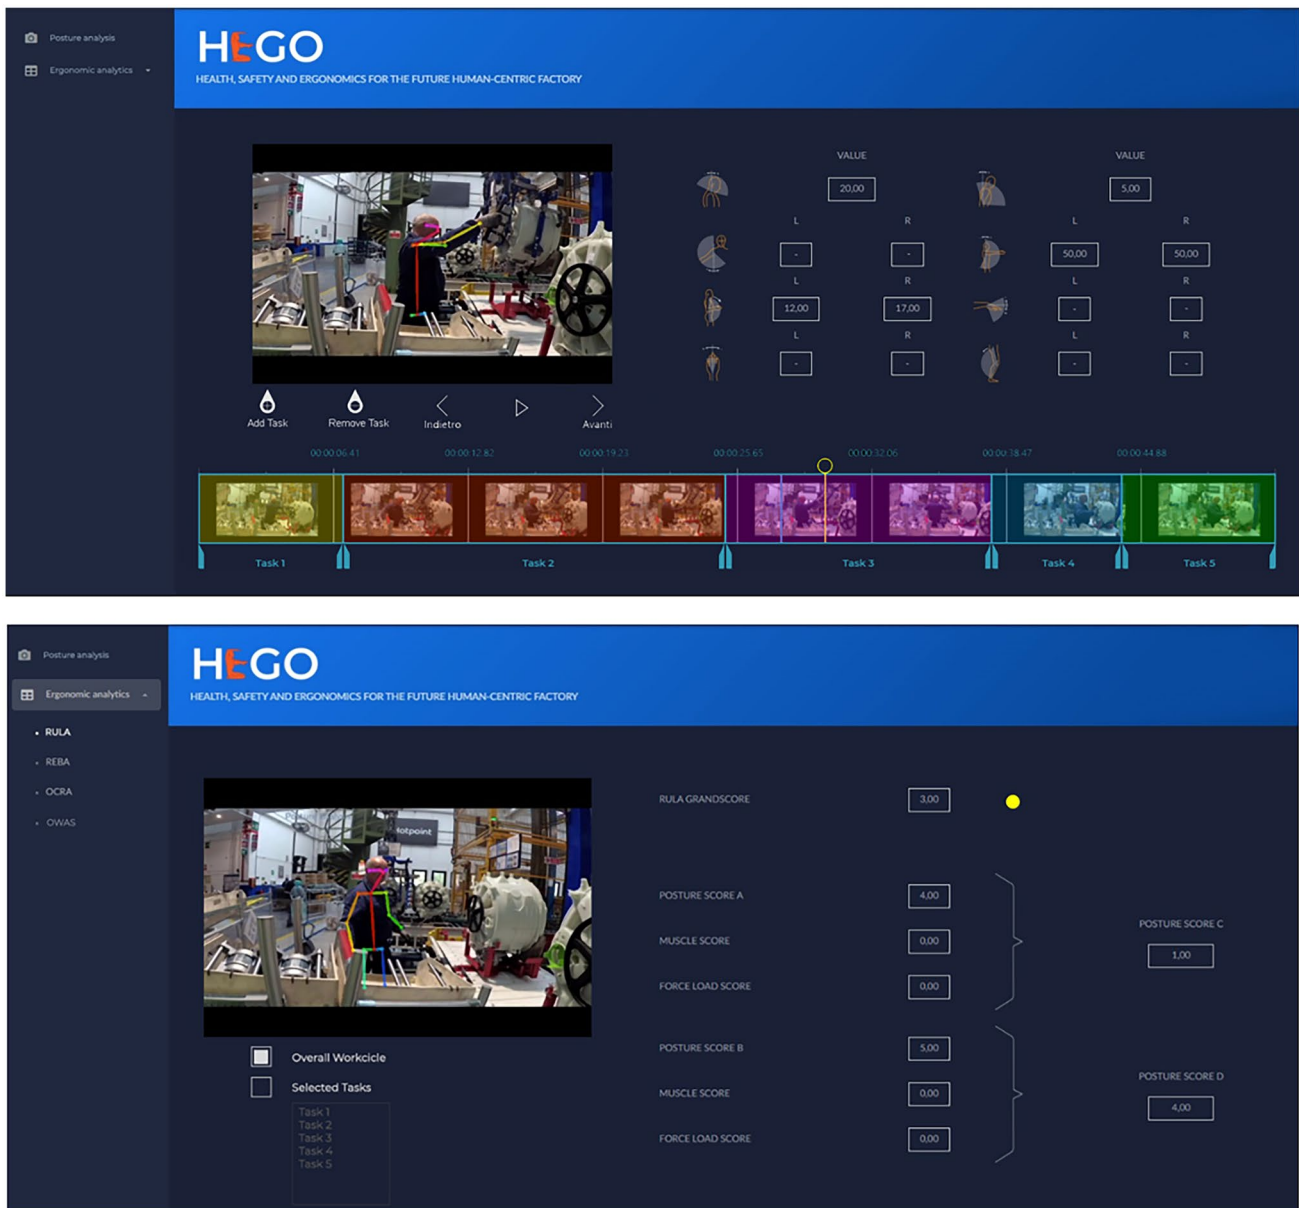 Posture analysis
Ergonomic analytics
HEGO
HEALTH, SAFETY AND ERGONOMICS FOR THE FUTURE HUMAN-CENTRIC FACTORY
VALUE VALUE
20,00 5,00
L R L R
- - 50,00 50,00
L R L R
12,00 17,00 - -
L R L R
- - - -
Add Task Remove Task Indietro Avanti
00:00:06.41 00:00:12.82 00:00:19.23 00:00:25.65 00:00:32.06 00:00:38.47 00:00:44.88
Task 1 Task 2 Task 3 Task 4 Task 5
Posture analysis
Ergonomic analytics
RULA
REBA
OCRA
OWAS
HEGO
HEALTH, SAFETY AND ERGONOMICS FOR THE FUTURE HUMAN-CENTRIC FACTORY
Hotpoint
Overall Workcicle
Selected Tasks
Task 1
Task 2
Task 3
Task 4
Task 5
RULA GRANDSCORE 3,00
POSTURE SCORE A 4,00
MUSCLE SCORE 0,00
FORCE LOAD SCORE 0,00
POSTURE SCORE C
1,00
POSTURE SCORE B 5,00
MUSCLE SCORE 0,00
FORCE LOAD SCORE 0,00
POSTURE SCORE D
4,00